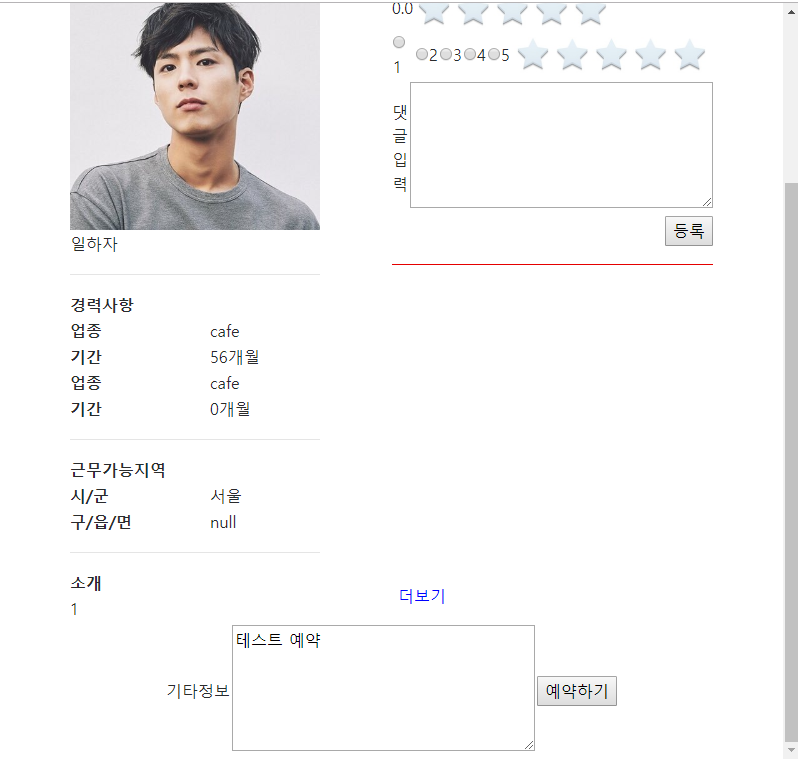 0.0
1 2 3 4 5
댓글입력
등록
일하자
경력사항
업종 cafe
기간 56개월
업종 cafe
기간 0개월
근무가능지역
시/군 서울
구/읍/면 null
소개
1
더보기
기타정보 테스트 예약 예약하기